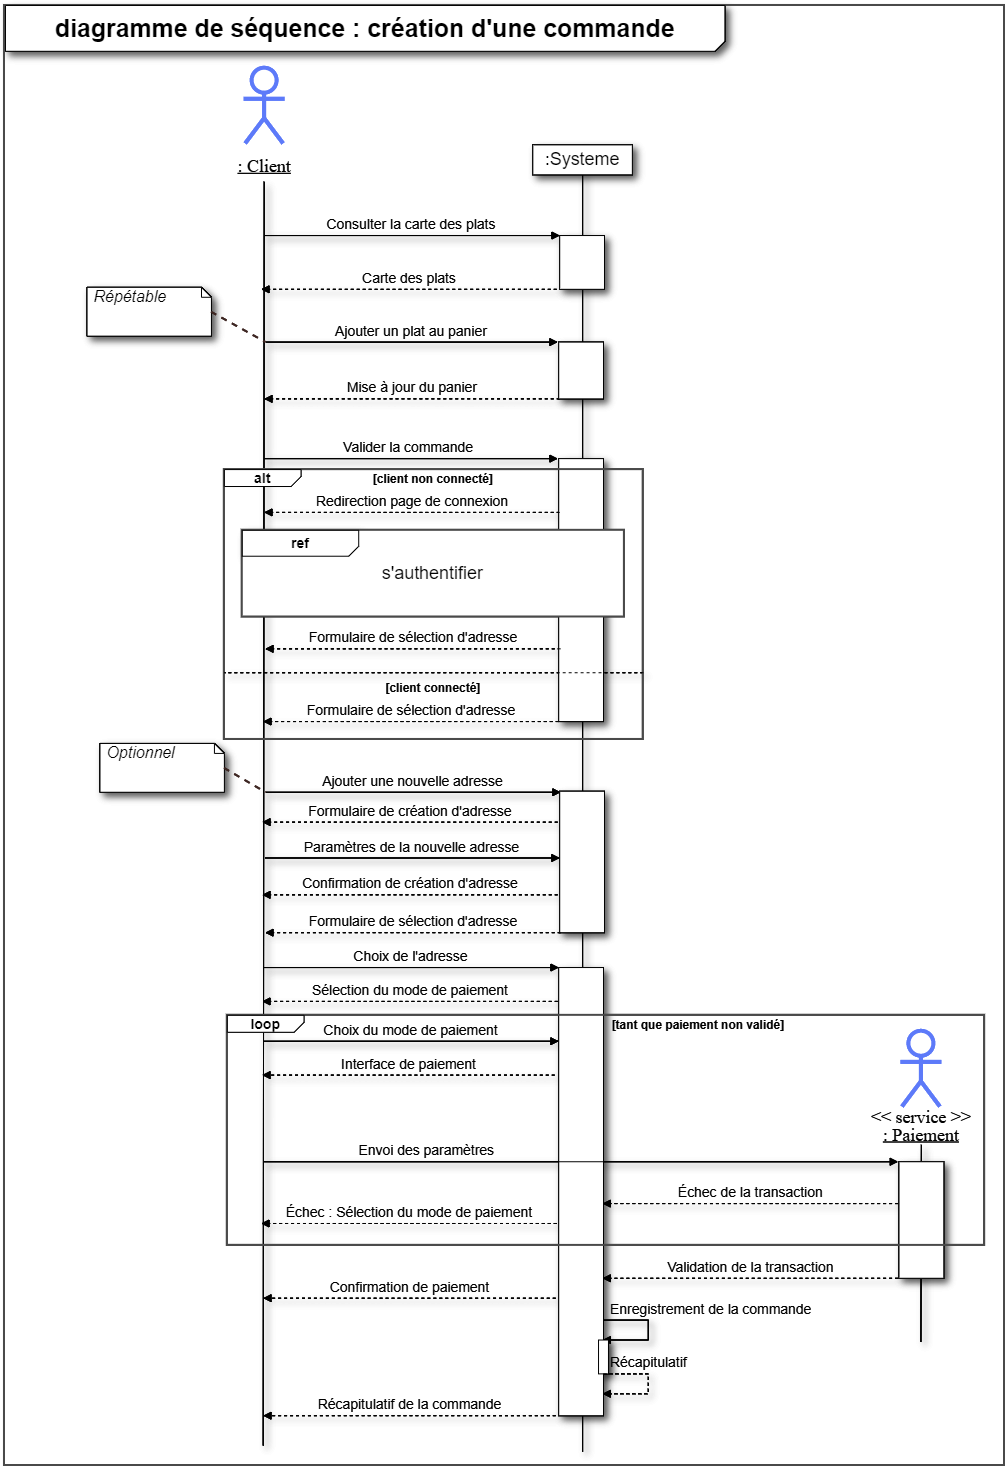 diagramme de séquence : création d'une commande
: Client
:Systeme
Consulter la carte des plats
Carte des plats
Répétable
Ajouter un plat au panier
Mise à jour du panier
Valider la commande
alt
[client non connecté]
Redirection page de connexion
ref
s'authentifier
Formulaire de sélection d'adresse
[client connecté]
Formulaire de sélection d'adresse
Optionnel
Ajouter une nouvelle adresse
Formulaire de création d'adresse
Paramètres de la nouvelle adresse
Confirmation de création d'adresse
Formulaire de sélection d'adresse
Choix de l'adresse
Sélection du mode de paiement
loop
[tant que paiement non validé]
Choix du mode de paiement
Interface de paiement
<< service >>
: Paiement
Envoi des paramètres
Échec de la transaction
Échec : Sélection du mode de paiement
Validation de la transaction
Confirmation de paiement
Enregistrement de la commande
Récapitulatif
Récapitulatif de la commande